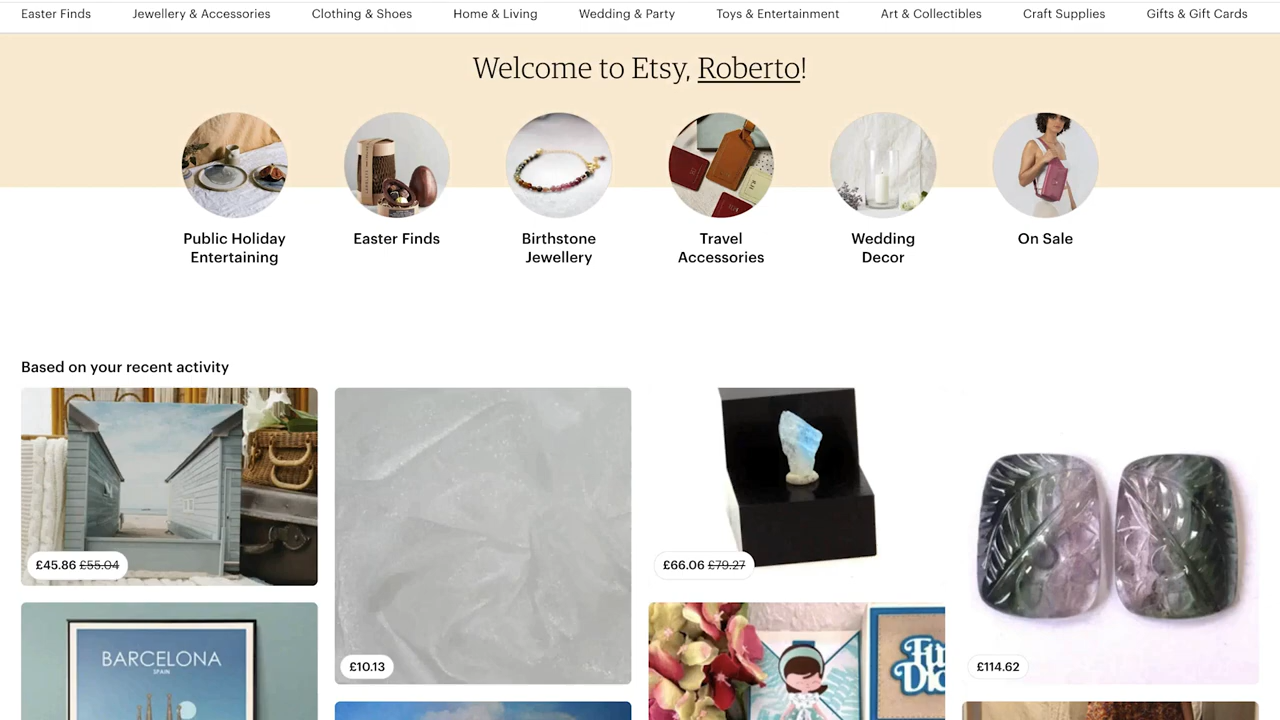 Easter Finds
Jewellery & Accessories
Clothing & Shoes
Home & Living
Wedding & Party
Toys & Entertainment
Art & Collectibles
Craft Supplies
Gifts & Gift Cards
Welcome to Etsy, Roberto!
Public Holiday
Entertaining
Easter Finds
Birthstone
Jewellery
Travel
Accessories
Wedding
Decor
On Sale
Based on your recent activity
£45.86 £55.04
£10.13
£66.06 £79.27
£114.62
BARCELONA
SPAIN